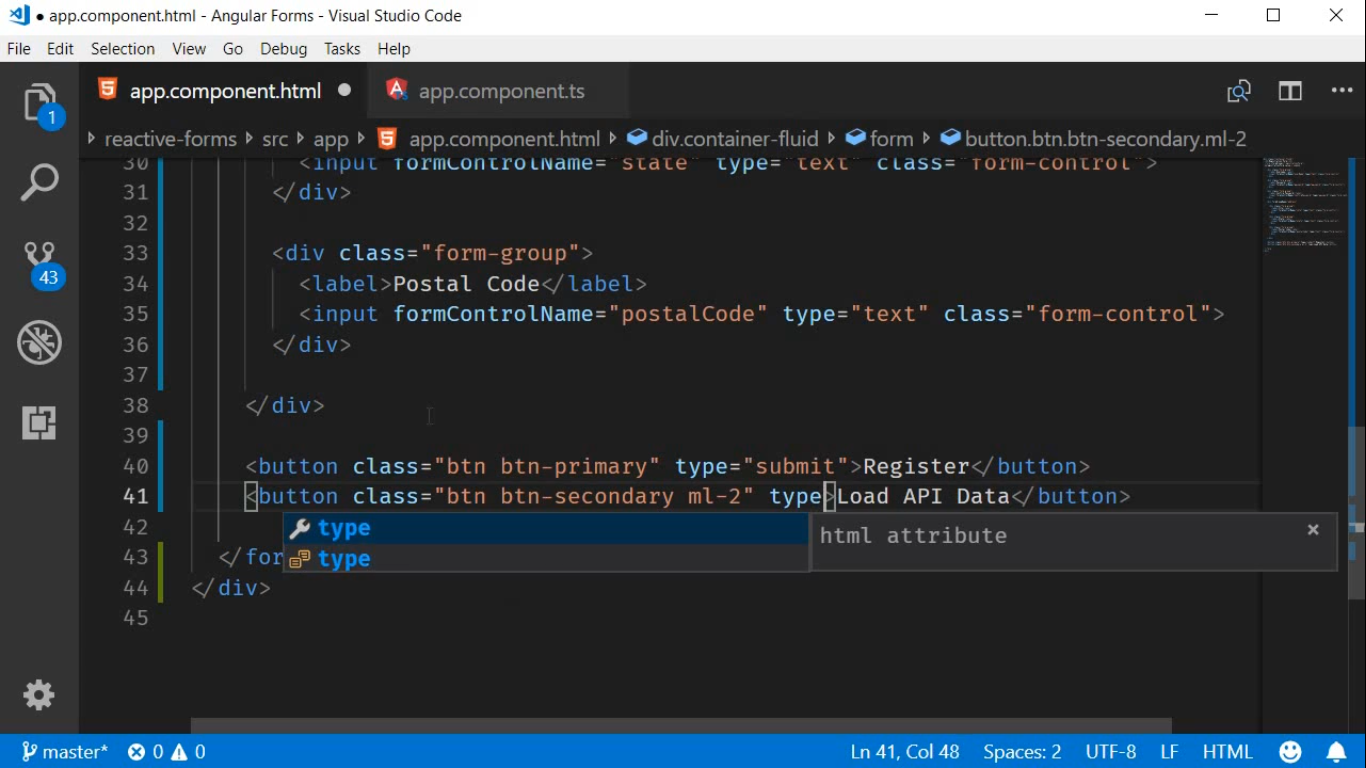 ● app.component.html - Angular Forms - Visual Studio Code
File Edit Selection View Go Debug Tasks Help
app.component.html ● app.component.ts
reactive-forms src app app.component.html div.container-fluid form button.btn.btn-secondary.ml-2
1
43
30 <input formControlName="state" type="text" class="form-control">
31 </div>
32
33 <div class="form-group">
34 <label>Postal Code</label>
35 <input formControlName="postalCode" type="text" class="form-control">
36 </div>
37
38 </div>
39
40 <button class="btn btn-primary" type="submit">Register</button>
41 <button class="btn btn-secondary ml-2" type>Load API Data</button>
42 type html attribute ×
43 </for type
44 </div>
45
master* 0 0 Ln 41, Col 48 Spaces: 2 UTF-8 LF HTML